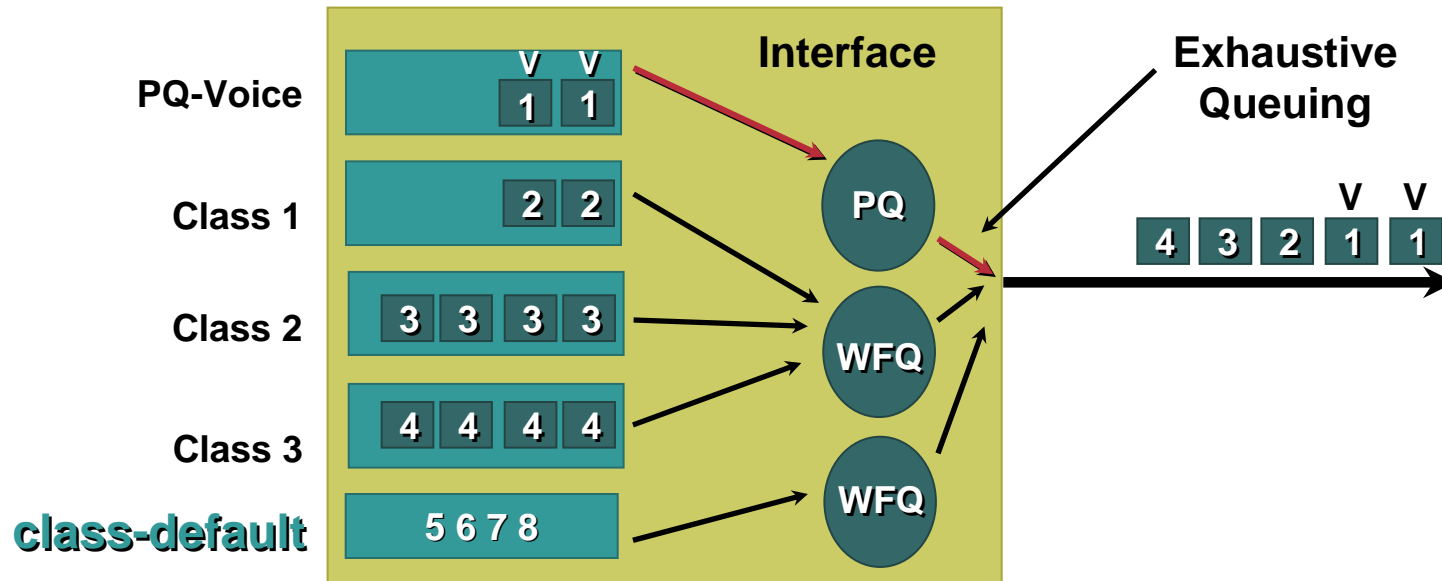 Interface
Exhaustive
Queuing
PQ-Voice
V V
1 1
Class 1
2 2
Class 2
3 3 3 3
Class 3
4 4 4 4
class-default
5 6 7 8
PQ
WFQ
WFQ
V V
4 3 2 1 1